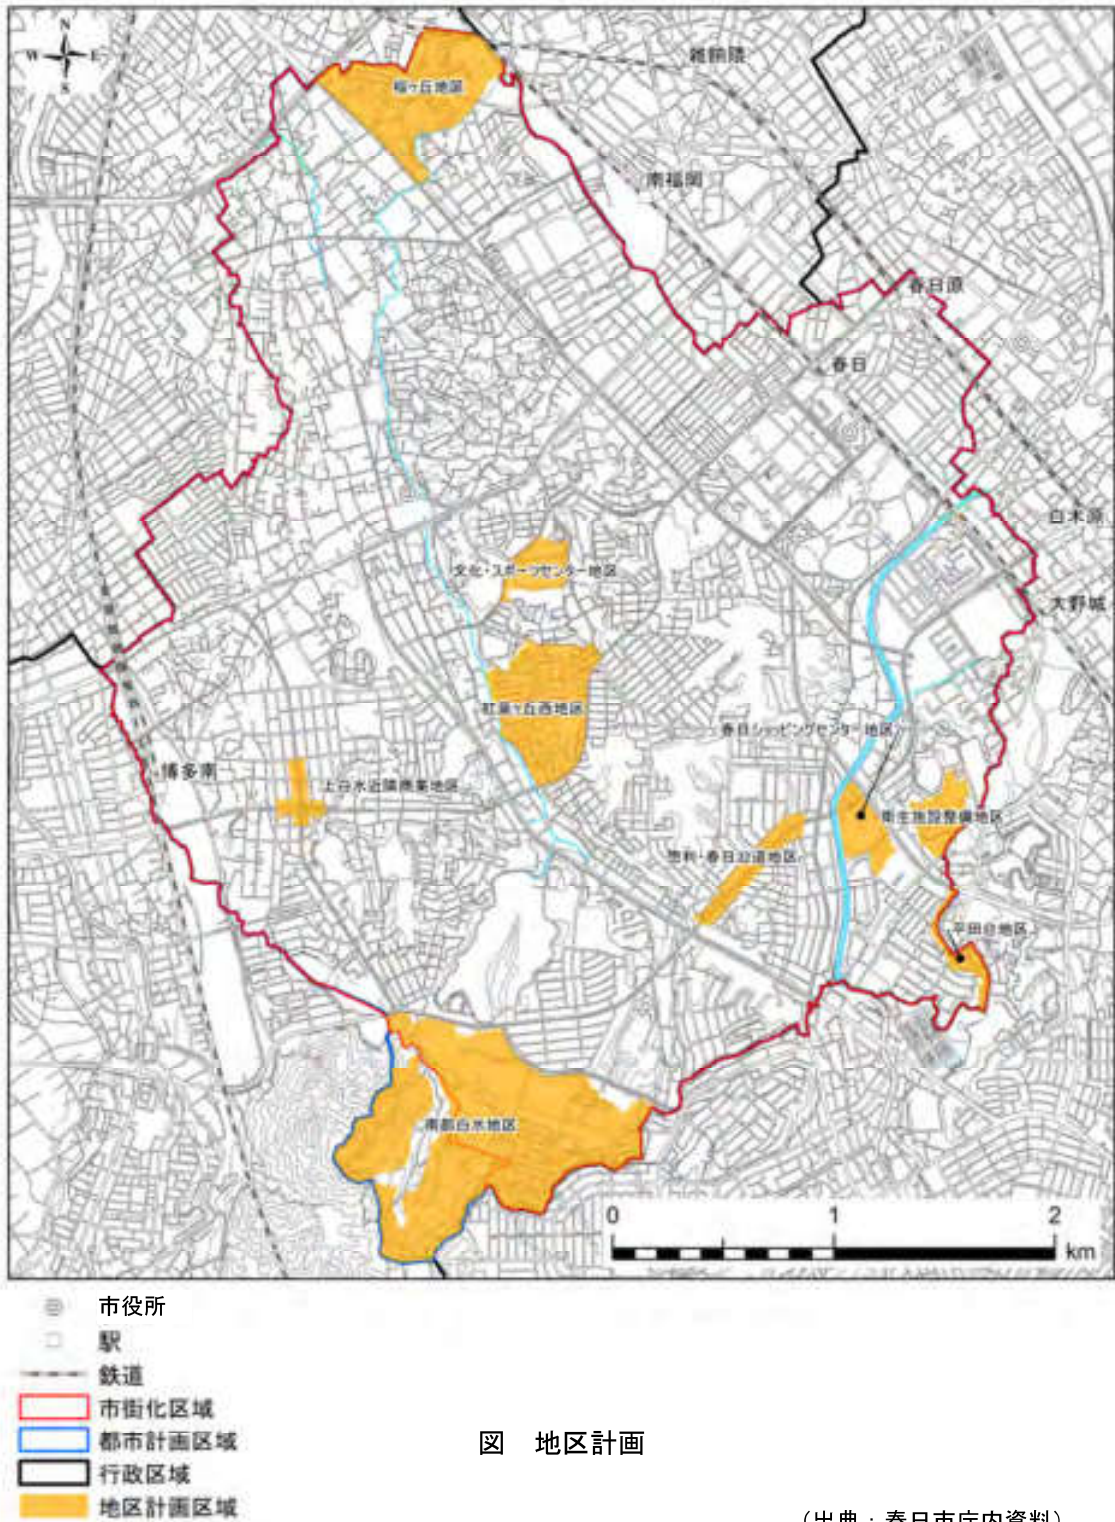 N
W E
S
雑餉隈
桜ヶ丘地区
南福岡
春日原
春日
白木原
文化・スポーツセンター地区
大野城
紅葉ヶ丘西地区
春日ショッピングセンター地区
博多南
上白水近隣商業地区
衛生施設整備地区
惣利・春日沿道地区
平田台地区
南部白水地区
0 1 2
km
市役所
駅
鉄道
市街化区域
都市計画区域
行政区域
地区計画区域
図　地区計画
（出典：春日市庁内資料）